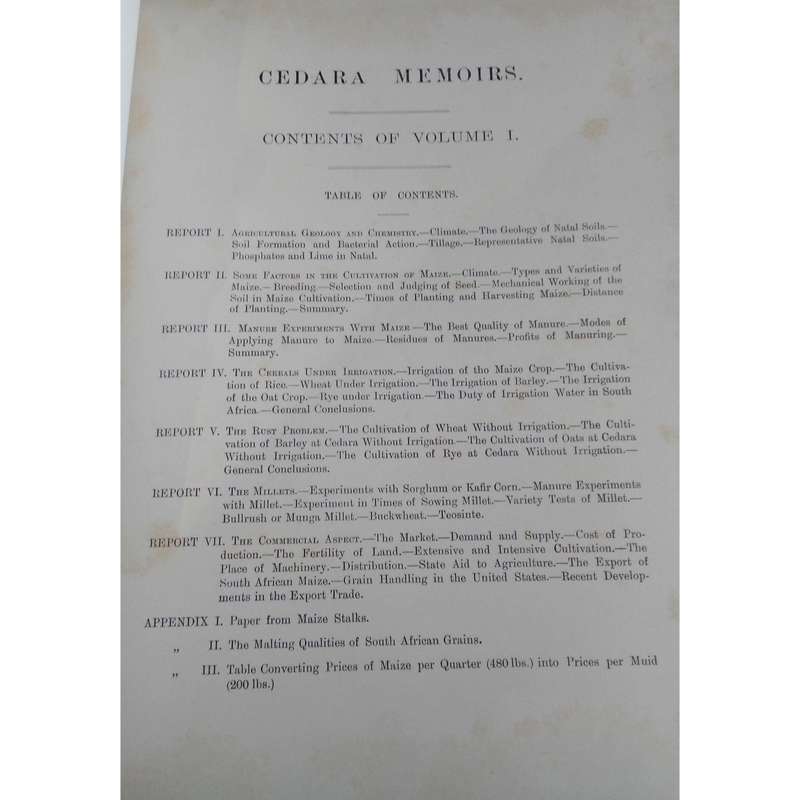 CEDARA MEMOIRS.
CONTENTS OF VOLUME I.
TABLE OF CONTENTS.
REPORT I. AGRICULTURAL GEOLOGY AND CHEMISTRY.—Climate.—The Geology of Natal Soils.—
Soil Formation and Bacterial Action.—Tillage.—Representative Natal Soils.—
Phosphates and Lime in Natal.
REPORT II. SOME FACTORS IN THE CULTIVATION OF MAIZE.—Climate.—Types and Varieties of
Maize.—Breeding.—Selection and Judging of Seed.—Mechanical Working of the
Soil in Maize Cultivation.—Times of Planting and Harvesting Maize.—Distance
of Planting.—Summary.
REPORT III. MANURE EXPERIMENTS WITH MAIZE—The Best Quality of Manure.—Modes of
Applying Manure to Maize.—Residues of Manures.—Profits of Manuring.—
Summary.
REPORT IV. THE CEREALS UNDER IRRIGATION.—Irrigation of the Maize Crop.—The Cultiva-
tion of Rice.—Wheat Under Irrigation.—The Irrigation of Barley.—The Irrigation
of the Oat Crop.—Rye under Irrigation.—The Duty of Irrigation Water in South
Africa.—General Conclusions.
REPORT V. THE RUST PROBLEM.—The Cultivation of Wheat Without Irrigation.—The Culti-
vation of Barley at Cedara Without Irrigation.—The Cultivation of Oats at Cedara
Without Irrigation.—The Cultivation of Rye at Cedara Without Irrigation.—
General Conclusions.
REPORT VI. THE MILLETS.—Experiments with Sorghum or Kafir Corn.—Manure Experiments
with Millet.—Experiment in Times of Sowing Millet.—Variety Tests of Millet.—
Bullrush or Munga Millet.—Buckwheat.—Teosinte.
REPORT VII. THE COMMERCIAL ASPECT.—The Market.—Demand and Supply.—Cost of Pro-
duction.—The Fertility of Land.—Extensive and Intensive Cultivation.—The
Place of Machinery.—Distribution.—State Aid to Agriculture.—The Export of
South African Maize.—Grain Handling in the United States.—Recent Develop-
ments in the Export Trade.
APPENDIX I. Paper from Maize Stalks.
„ II. The Malting Qualities of South African Grains.
„ III. Table Converting Prices of Maize per Quarter (480 lbs.) into Prices per Muid
(200 lbs.)